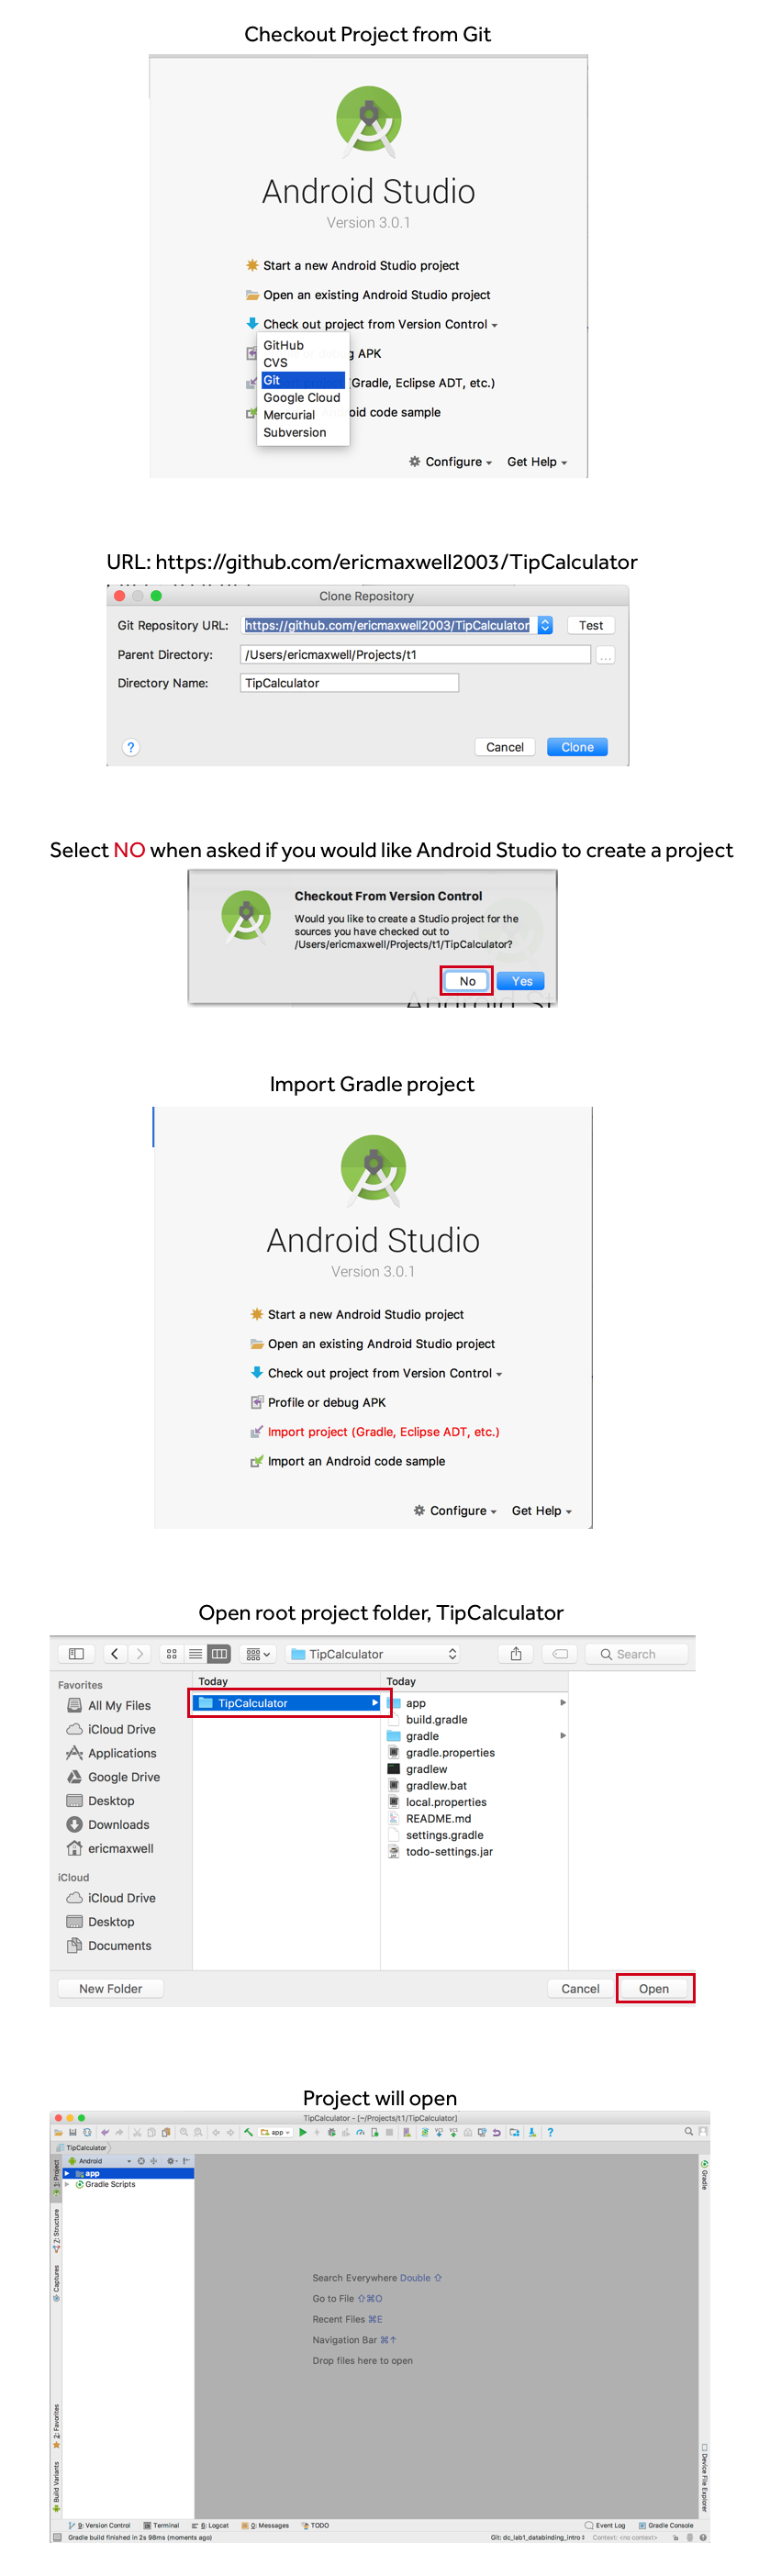 Checkout Project from Git
Android Studio
Version 3.0.1
Start a new Android Studio project
Open an existing Android Studio project
Check out project from Version Control
GitHub
APK
CVS
Git
(Gradle, Eclipse ADT, etc.)
Google Cloud
Mercurial
code sample
Subversion
Configure
Get Help
URL: https://github.com/ericmaxwell2003/TipCalculator
Clone Repository
Git Repository URL: https://github.com/ericmaxwell2003/TipCalculator Test
Parent Directory: /Users/ericmaxwell/Projects/t1 ...
Directory Name: TipCalculator
? Cancel Clone
Select NO when asked if you would like Android Studio to create a project
Checkout From Version Control
Would you like to create a Studio project for the
sources you have checked out to
/Users/ericmaxwell/Projects/t1/TipCalculator?
No Yes
Import Gradle project
Android Studio
Version 3.0.1
Start a new Android Studio project
Open an existing Android Studio project
Check out project from Version Control
Profile or debug APK
Import project (Gradle, Eclipse ADT, etc.)
Import an Android code sample
Configure Get Help
Open root project folder, TipCalculator
TipCalculator Search
Favorites
All My Files
iCloud Drive
Applications
Google Drive
Desktop
Downloads
ericmaxwell
iCloud
iCloud Drive
Desktop
Documents
Today
TipCalculator
Today
app
build.gradle
gradle
gradle.properties
gradlew
gradlew.bat
local.properties
README.md
settings.gradle
todo-settings.jar
New Folder Cancel Open
Project will open
TipCalculator - [~/Projects/t1/TipCalculator]
app
TipCalculator
Android
app
Gradle Scripts
1: Project
7: Structure
Captures
2: Favorites
Build Variants
Search Everywhere Double ⇧
Go to File ⇧⌘O
Recent Files ⌘E
Navigation Bar ⌘↑
Drop files here to open
Gradle
Device File Explorer
9: Version Control Terminal 6: Logcat 0: Messages TODO Event Log Gradle Console
Gradle build finished in 2s 98ms (moments ago) Git: dc_lab1_databinding_intro Context: <no context>